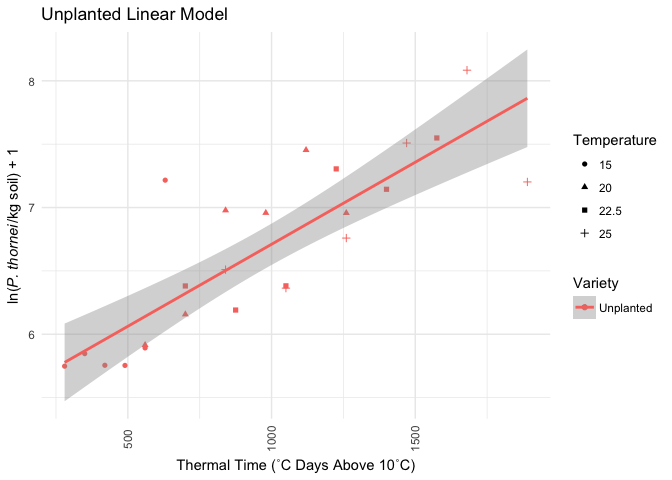 Unplanted Linear Model
8
7
6
ln(P. thornei/kg soil) + 1
500
1000
1500
Thermal Time (˚C Days Above 10˚C)
Temperature
15
20
22.5
25
Variety
Unplanted